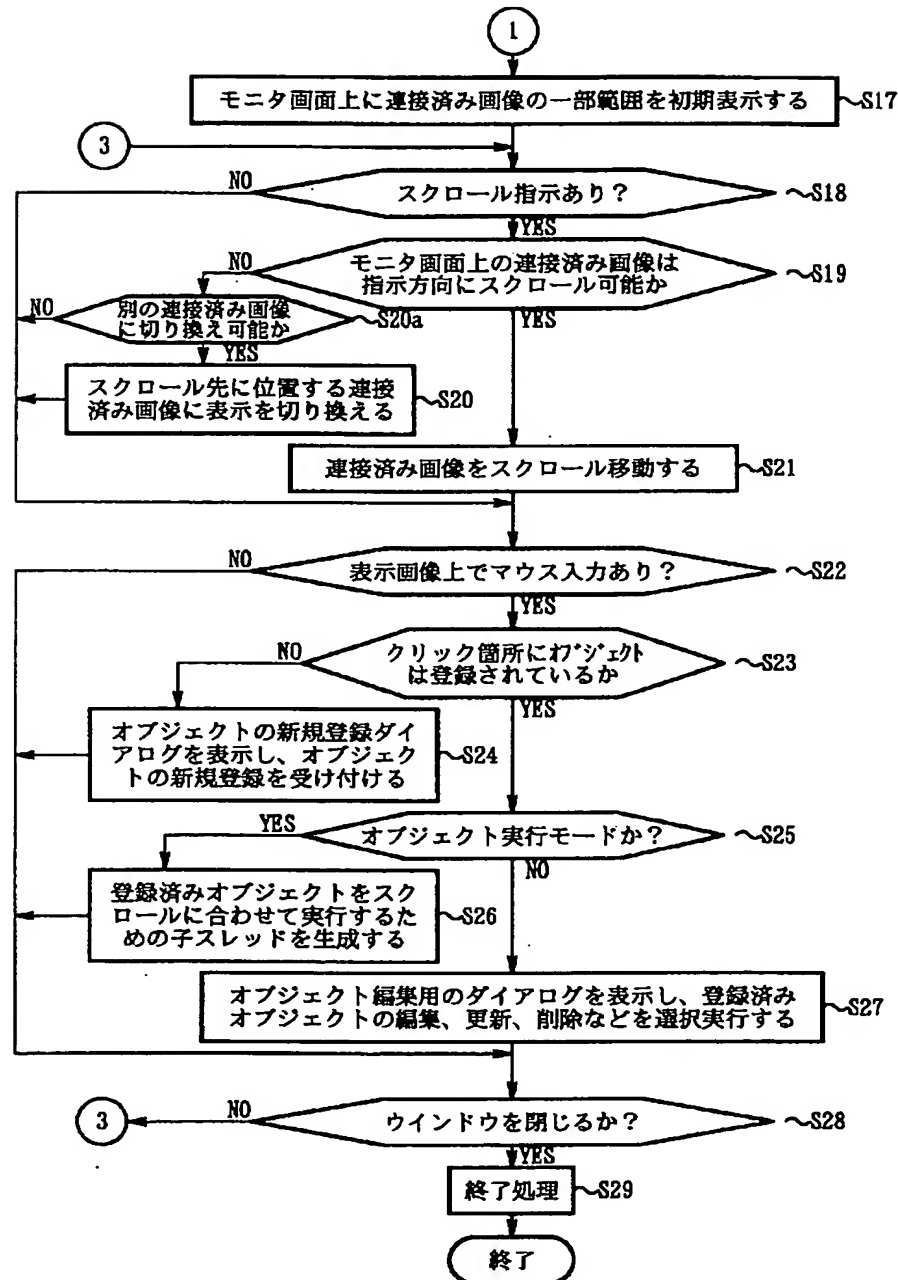 1
モニタ画面上に連接済み画像の一部範囲を初期表示する
S17
3
NO
スクロール指示あり?
S18
YES
NO
モニタ画面上の連接済み画像は
指示方向にスクロール可能か
S19
NO
別の連接済み画像
に切り換え可能か
S20a
YES
YES
スクロール先に位置する連接
済み画像に表示を切り換える
S20
連接済み画像をスクロール移動する
S21
NO
表示画像上でマウス入力あり?
S22
YES
NO
クリック箇所にオブジェクト
は登録されているか
S23
YES
オブジェクトの新規登録ダイ
アログを表示し、オブジェク
トの新規登録を受け付ける
S24
YES
オブジェクト実行モードか?
S25
NO
登録済みオブジェクトをスク
ロールに合わせて実行するた
めの子スレッドを生成する
S26
オブジェクト編集用のダイアログを表示し、登録済み
オブジェクトの編集、更新、削除などを選択実行する
S27
3
NO
ウインドウを閉じるか?
S28
YES
終了処理
S29
終了